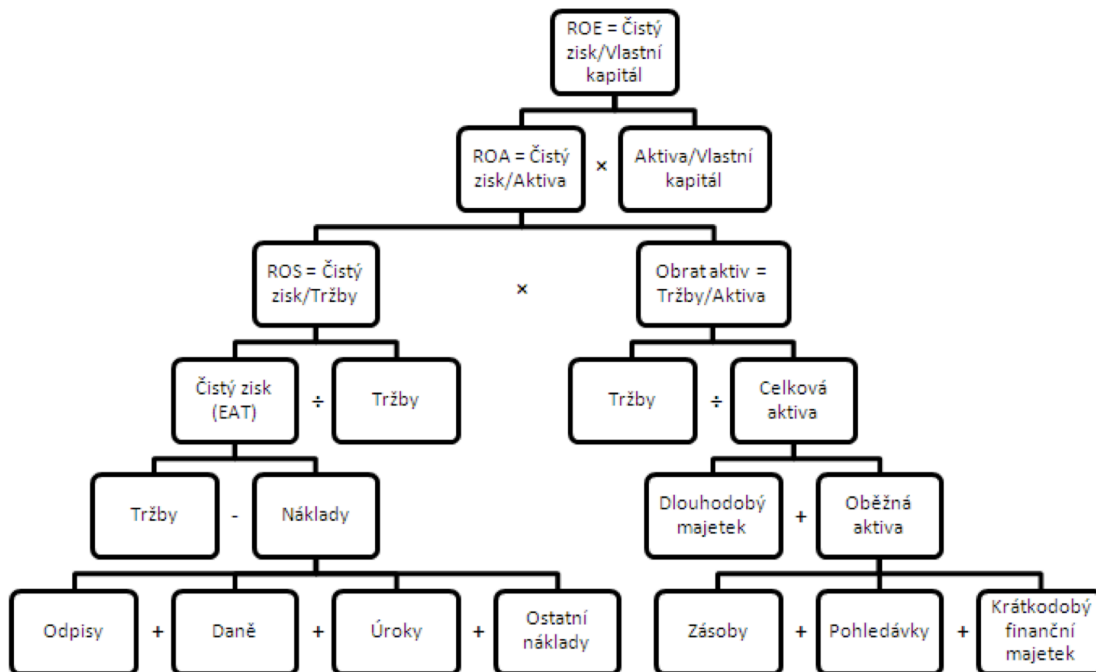 ROE = Čistý
zisk/Vlastní
kapitál
ROA = Čistý
zisk/Aktiva
×
Aktiva/Vlastní
kapitál
ROS = Čistý
zisk/Tržby
×
Obrat aktiv =
Tržby/Aktiva
Čistý zisk
(EAT)
÷
Tržby
Tržby
÷
Celková
aktiva
Tržby
-
Náklady
Dlouhodobý
majetek
+
Oběžná
aktiva
Odpisy
+
Daně
+
Úroky
+
Ostatní
náklady
Zásoby
+
Pohledávky
+
Krátkodobý
finanční
majetek